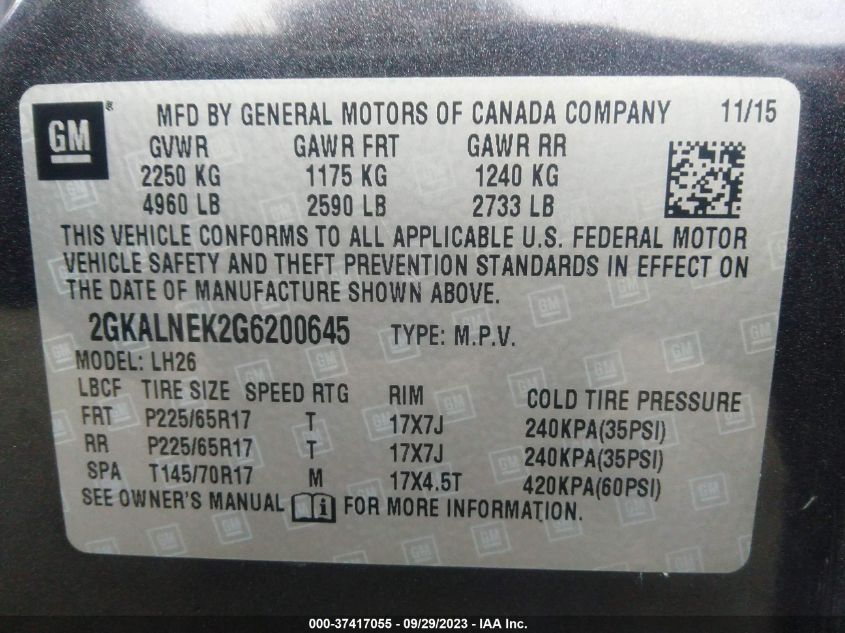 GM ® MFD BY GENERAL MOTORS OF CANADA COMPANY 11/15
GVWR GAWR FRT GAWR RR
2250 KG 1175 KG 1240 KG
4960 LB 2590 LB 2733 LB
THIS VEHICLE CONFORMS TO ALL APPLICABLE U.S. FEDERAL MOTOR
VEHICLE SAFETY AND THEFT PREVENTION STANDARDS IN EFFECT ON
THE DATE OF MANUFACTURE SHOWN ABOVE.
2GKALNEK2G6200645 TYPE: M.P.V.
MODEL: LH26
LBCF TIRE SIZE SPEED RTG RIM COLD TIRE PRESSURE
FRT P225/65R17 T 17X7J 240KPA(35PSI)
RR P225/65R17 T 17X7J 240KPA(35PSI)
SPA T145/70R17 M 17X4.5T 420KPA(60PSI)
SEE OWNER'S MANUAL i FOR MORE INFORMATION.
000-37417055 - 09/29/2023 - IAA Inc.